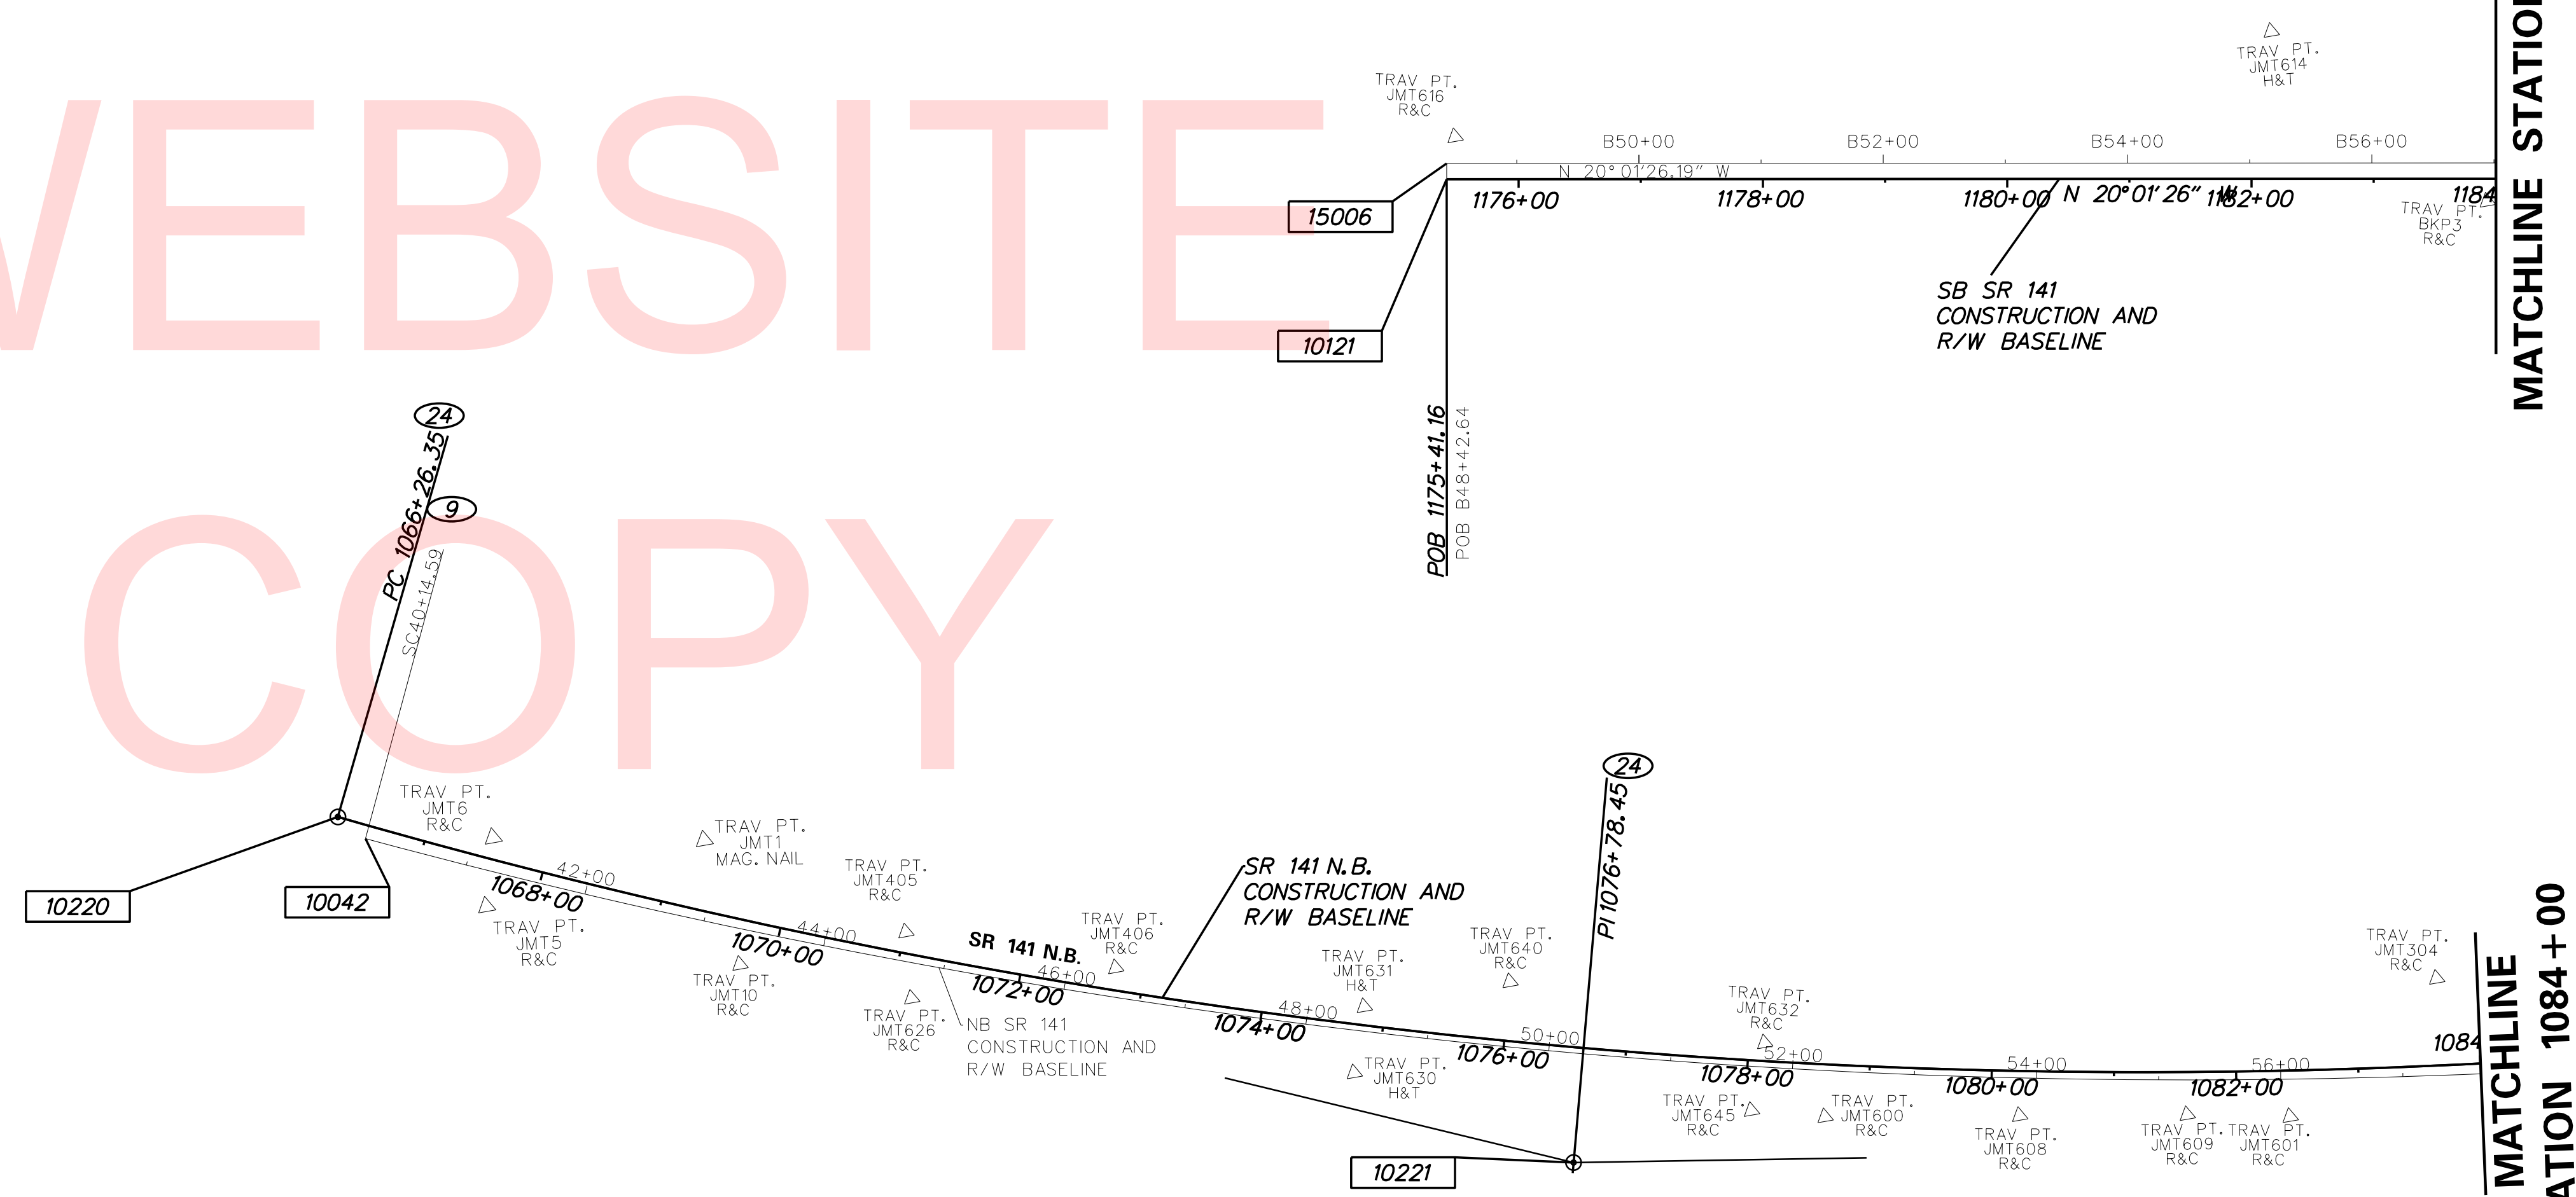 WEBSITE
COPY
TRAV PT.
JMT616
R&C
TRAV PT.
JMT614
H&T
B50+00
B52+00
B54+00
B56+00
N 20°01'26.19" W
1176+00
1178+00
1180+00
N 20°01'26" W
1182+00
1184
15006
10121
TRAV PT.
BKP3
R&C
SB SR 141
CONSTRUCTION AND
R/W BASELINE
POB 1175+41.16
POB B48+42.64
MATCHLINE STATION
24
PC 1066+26.35
9
SC40+14.59
10220
10042
TRAV PT.
JMT6
R&C
TRAV PT.
JMT1
MAG. NAIL
TRAV PT.
JMT405
R&C
42+00
1068+00
TRAV PT.
JMT5
R&C
44+00
1070+00
TRAV PT.
JMT10
R&C
SR 141 N.B.
TRAV PT.
JMT406
R&C
46+00
1072+00
TRAV PT.
JMT626
R&C
NB SR 141
CONSTRUCTION AND
R/W BASELINE
SR 141 N.B.
CONSTRUCTION AND
R/W BASELINE
TRAV PT.
JMT631
H&T
48+00
1074+00
TRAV PT.
JMT630
H&T
TRAV PT.
JMT640
R&C
24
PI 1076+78.45
50+00
1076+00
10221
TRAV PT.
JMT632
R&C
52+00
1078+00
TRAV PT.
JMT645
R&C
TRAV PT.
JMT600
R&C
54+00
1080+00
TRAV PT.
JMT608
R&C
56+00
1082+00
TRAV PT.
JMT609
R&C
TRAV PT.
JMT601
R&C
TRAV PT.
JMT304
R&C
1084
MATCHLINE
ATION 1084+00